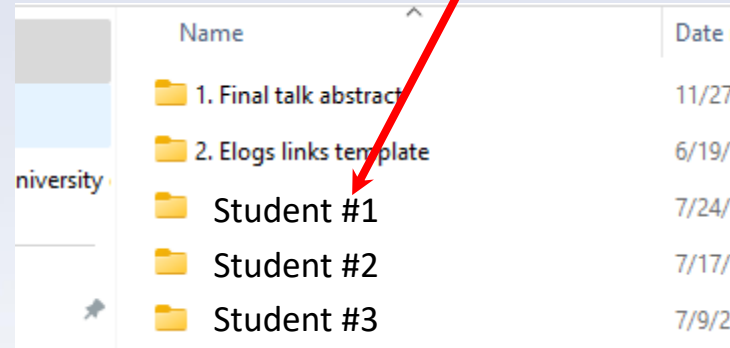 Name Date
1. Final talk abstract 11/27
2. Elogs links template 6/19/
niversity
Student #1 7/24/
Student #2 7/17/
Student #3 7/9/2